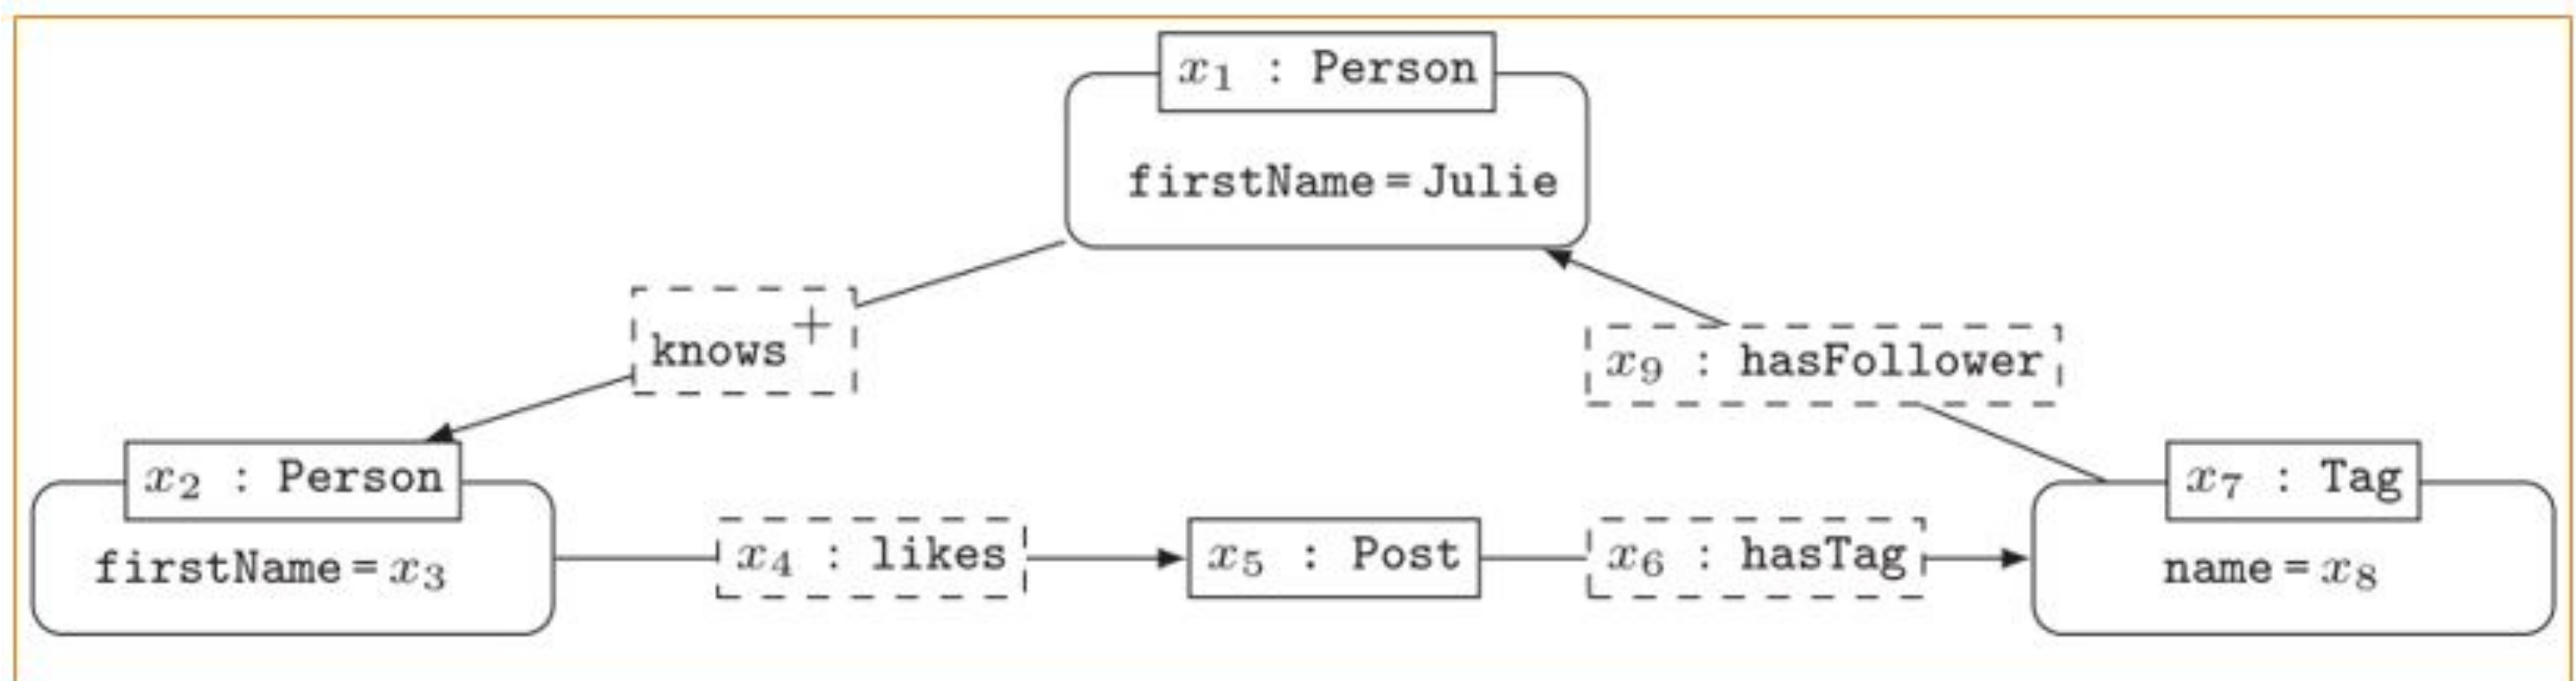 x₁ : Person
firstName = Julie
knows⁺
x₉ : hasFollower
x₂ : Person
firstName = x₃
x₄ : likes
x₅ : Post
x₆ : hasTag
x₇ : Tag
name = x₈